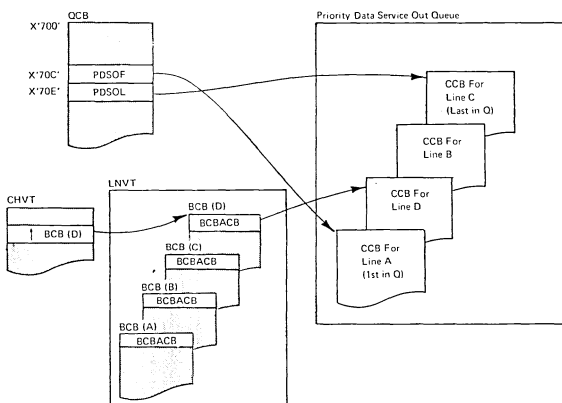 QCB
X'700'
X'70C' PDSOF
X'70E' PDSOL
Priority Data Service Out Queue
CCB For
Line C
(Last in Q)
CCB For
Line B
CCB For
Line D
CCB For
Line A
(1st in Q)
CHVT
↑ BCB (D)
LNVT
BCB (D)
BCBACB
BCB (C)
BCBACB
BCB (B)
BCBACB
BCB (A)
BCBACB